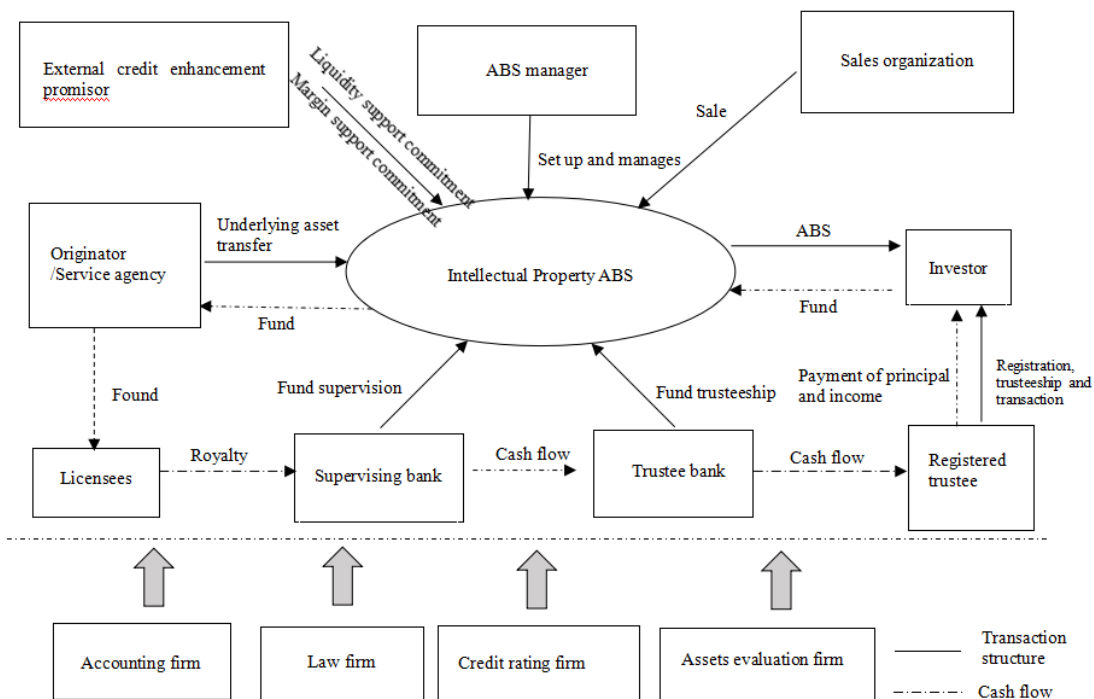 External credit enhancement
promisor
Liquidity support commitment
Margin support commitment
ABS manager
Sales organization
Sale
Set up and manages
Underlying asset
transfer
Originator
/Service agency
Intellectual Property ABS
ABS
Investor
Fund
Fund
Found
Fund supervision
Fund trusteeship
Payment of principal
and income
Registration,
trusteeship and
transaction
Licensees
Royalty
Supervising bank
Cash flow
Trustee bank
Cash flow
Registered
trustee
Accounting firm
Law firm
Credit rating firm
Assets evaluation firm
Transaction
structure
Cash flow